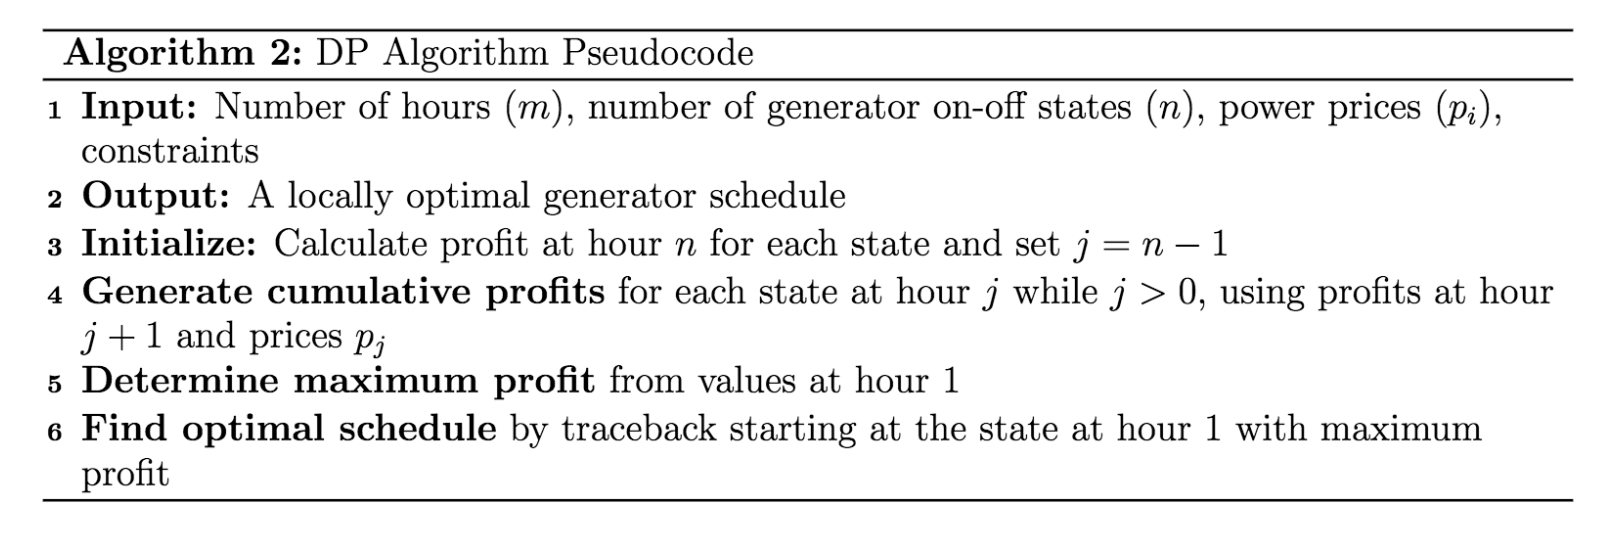 Algorithm 2: DP Algorithm Pseudocode
1 Input: Number of hours (m), number of generator on-off states (n), power prices (p_i),
constraints
2 Output: A locally optimal generator schedule
3 Initialize: Calculate profit at hour n for each state and set j = n − 1
4 Generate cumulative profits for each state at hour j while j > 0, using profits at hour
j + 1 and prices p_j
5 Determine maximum profit from values at hour 1
6 Find optimal schedule by traceback starting at the state at hour 1 with maximum
profit